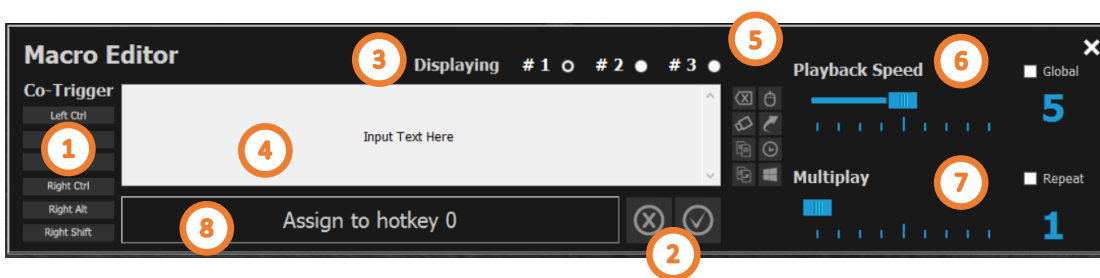 Macro Editor
3
Displaying # 1 # 2 # 3
5
Playback Speed
6
Global
5
Co-Trigger
Left Ctrl
1
Right Ctrl
Right Alt
Right Shift
4
Input Text Here
8
Assign to hotkey 0
2
Multiplay
7
Repeat
1